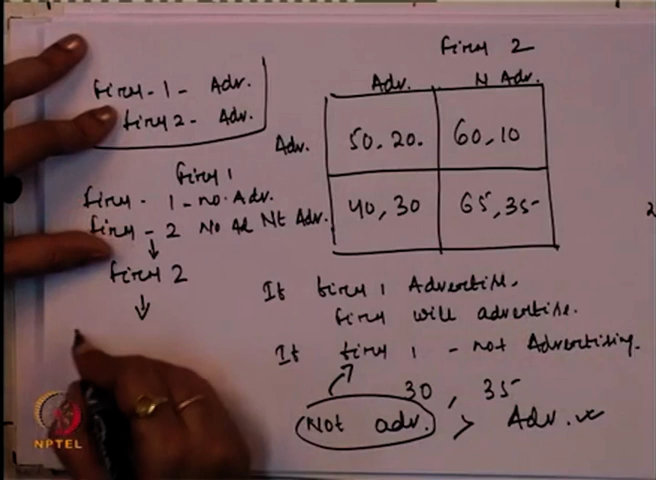 Firm 2
Adv. N Adv.
Firm - 1 - Adv.
Firm 2 - Adv.
Adv. 50, 20. 60, 10
Firm 1
Firm - 1 - no. Adv.
Firm - 2 No Ad
Nt Adv. 40, 30 65, 35
2
Firm 2
If firm 1 Advertise.
firm will advertise.
If firm 1 - not Advertising.
30, 35
Not adv. > Adv.
NPTEL